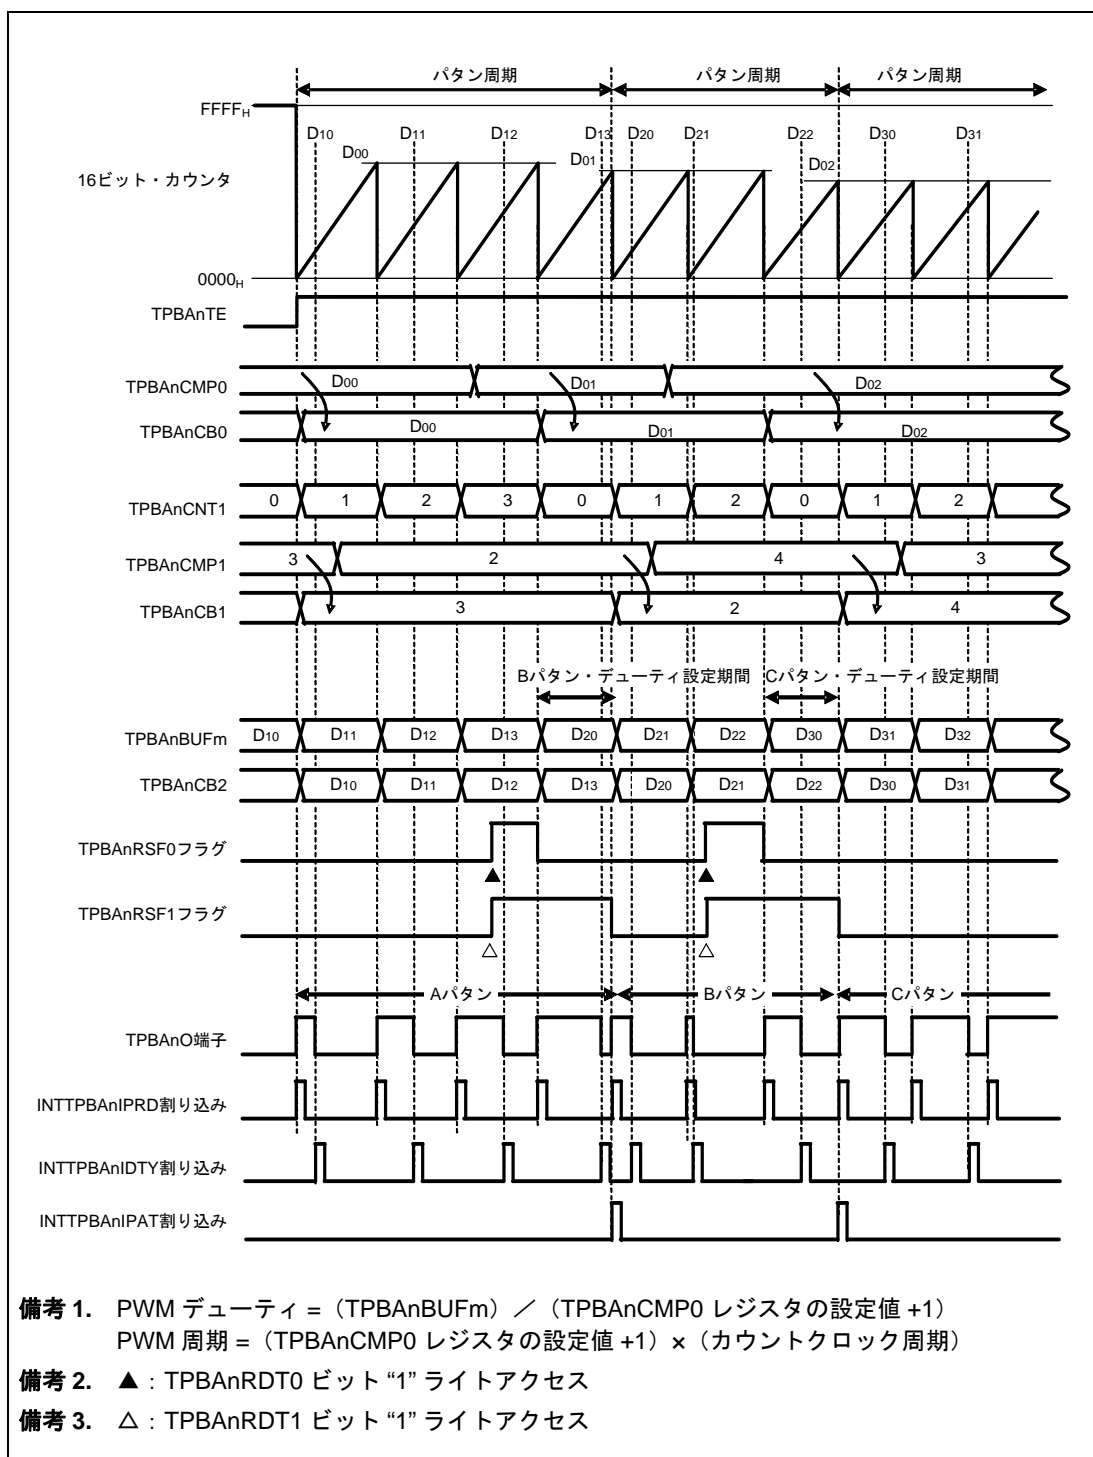 パタン周期 パタン周期 パタン周期
FFFFH
D10 D11 D12 D13 D20 D21 D22 D30 D31
D00 D01 D02
16ビット・カウンタ
0000H
TPBAnTE
TPBAnCMP0 D00 D01 D02
TPBAnCB0 D00 D01 D02
TPBAnCNT1 0 1 2 3 0 1 2 0 1 2
TPBAnCMP1 3 2 4 3
TPBAnCB1 3 2 4
Bパタン・デューティ設定期間 Cパタン・デューティ設定期間
TPBAnBUFm D10 D11 D12 D13 D20 D21 D22 D30 D31 D32
TPBAnCB2 D10 D11 D12 D13 D20 D21 D22 D30 D31
TPBAnRSF0フラグ
TPBAnRSF1フラグ
Aパタン Bパタン Cパタン
TPBAnO端子
INTTPBAnIPRD割り込み
INTTPBAnIDTY割り込み
INTTPBAnIPAT割り込み
備考 1. PWM デューティ =（TPBAnBUFm）／（TPBAnCMP0 レジスタの設定値 +1）
PWM 周期 =（TPBAnCMP0 レジスタの設定値 +1）×（カウントクロック周期）
備考 2. ▲：TPBAnRDT0 ビット “1” ライトアクセス
備考 3. △：TPBAnRDT1 ビット “1” ライトアクセス